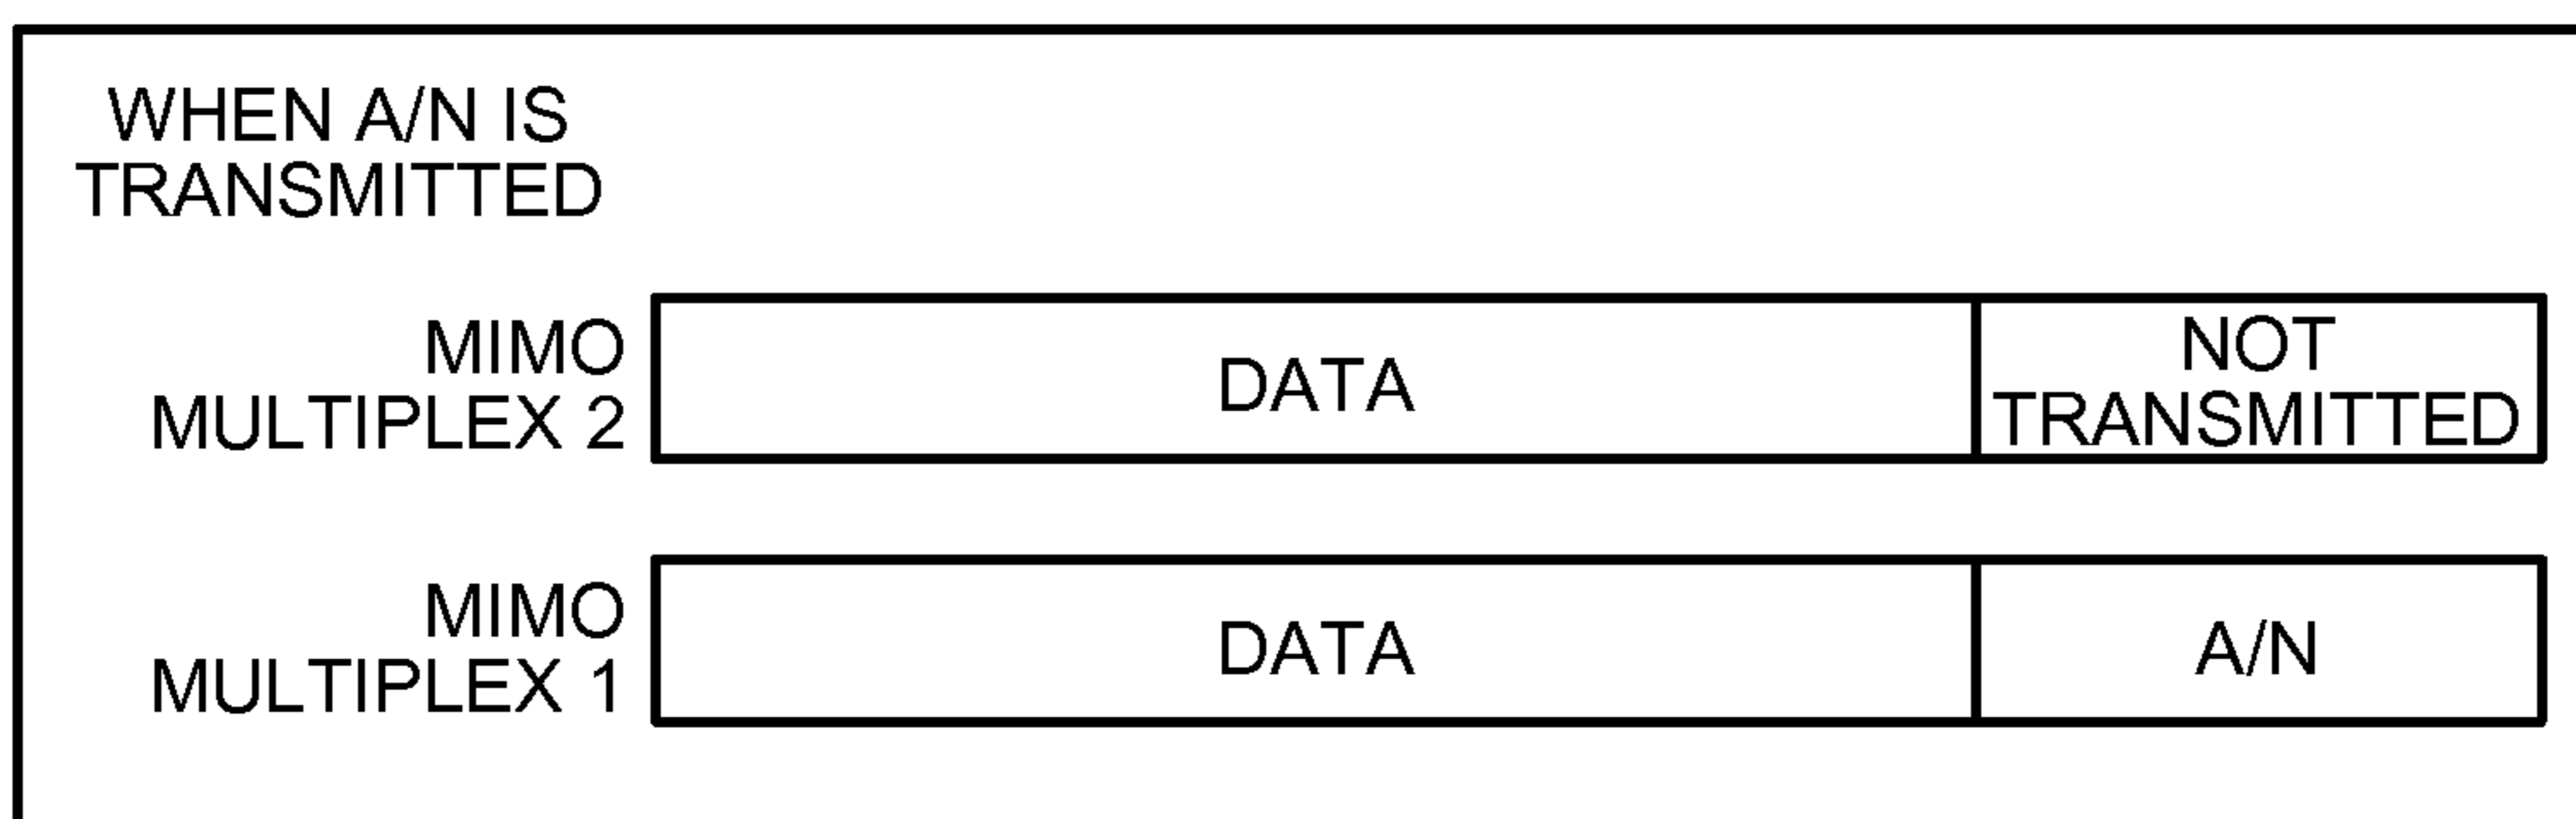 WHEN A/N IS
TRANSMITTED
MIMO
MULTIPLEX 2
DATA
NOT
TRANSMITTED
MIMO
MULTIPLEX 1
DATA
A/N